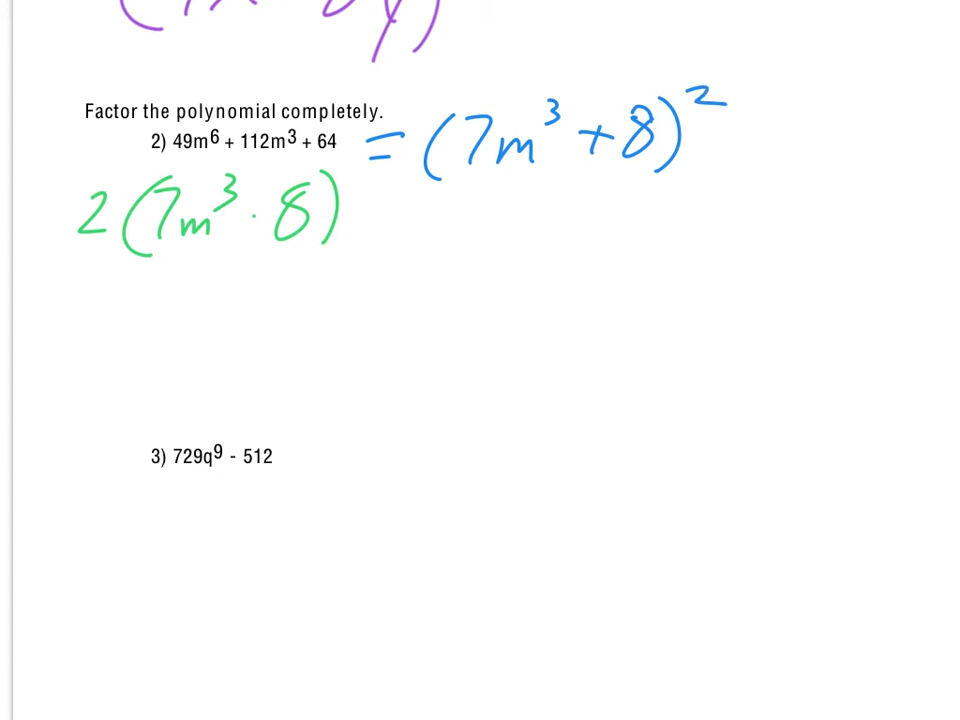 Factor the polynomial completely.
2) 49m⁶ + 112m³ + 64 = (7m³ + 8)²
2(7m³ · 8)
3) 729q⁹ - 512